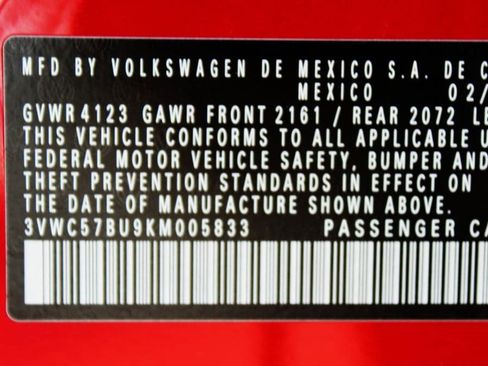 MFD BY VOLKSWAGEN DE MEXICO S.A. DE C
MEXICO 02/
GVWR 4123 GAWR FRONT 2161 / REAR 2072 LE
THIS VEHICLE CONFORMS TO ALL APPLICABLE U
FEDERAL MOTOR VEHICLE SAFETY, BUMPER AND
THEFT PREVENTION STANDARDS IN EFFECT ON
THE DATE OF MANUFACTURE SHOWN ABOVE.
3VWC57BU9KM005833 PASSENGER CA